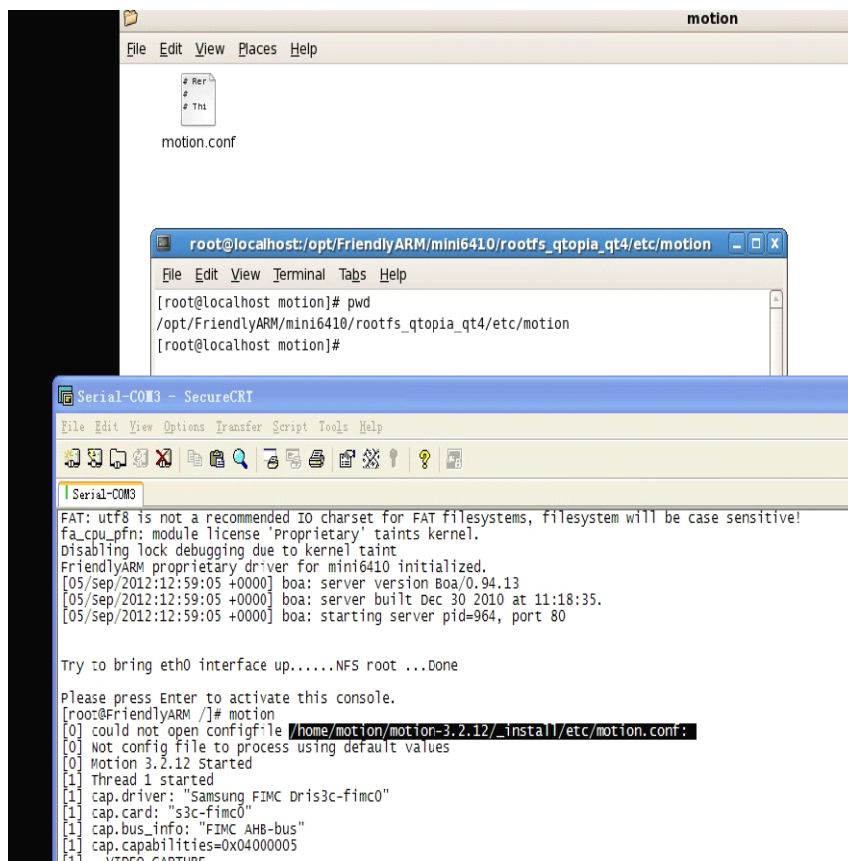 motion
File Edit View Places Help
# Rer
#
# Thi
motion.conf
root@localhost:/opt/FriendlyARM/mini6410/rootfs_qtopia_qt4/etc/motion
File Edit View Terminal Tabs Help
[root@localhost motion]# pwd
/opt/FriendlyARM/mini6410/rootfs_qtopia_qt4/etc/motion
[root@localhost motion]#
Serial-COM3 - SecureCRT
File Edit View Options Transfer Script Tools Help
Serial-COM3
FAT: utf8 is not a recommended IO charset for FAT filesystems, filesystem will be case sensitive!
fa_cpu_pfn: module license 'Proprietary' taints kernel.
Disabling lock debugging due to kernel taint
FriendlyARM proprietary driver for mini6410 initialized.
[05/Sep/2012:12:59:05 +0000] boa: server version Boa/0.94.13
[05/Sep/2012:12:59:05 +0000] boa: server built Dec 30 2010 at 11:18:35.
[05/Sep/2012:12:59:05 +0000] boa: starting server pid=964, port 80
Try to bring eth0 interface up......NFS root ...Done
Please press Enter to activate this console.
[root@FriendlyARM /]# motion
[0] could not open configfile /home/motion/motion-3.2.12/_install/etc/motion.conf:
[0] Not config file to process using default values
[0] Motion 3.2.12 Started
[1] Thread 1 started
[1] cap.driver: "Samsung FIMC Dris3c-fimc0"
[1] cap.card: "s3c-fimc0"
[1] cap.bus_info: "FIMC AHB-bus"
[1] cap.capabilities=0x04000005
[1] - VIDEO_CAPTURE